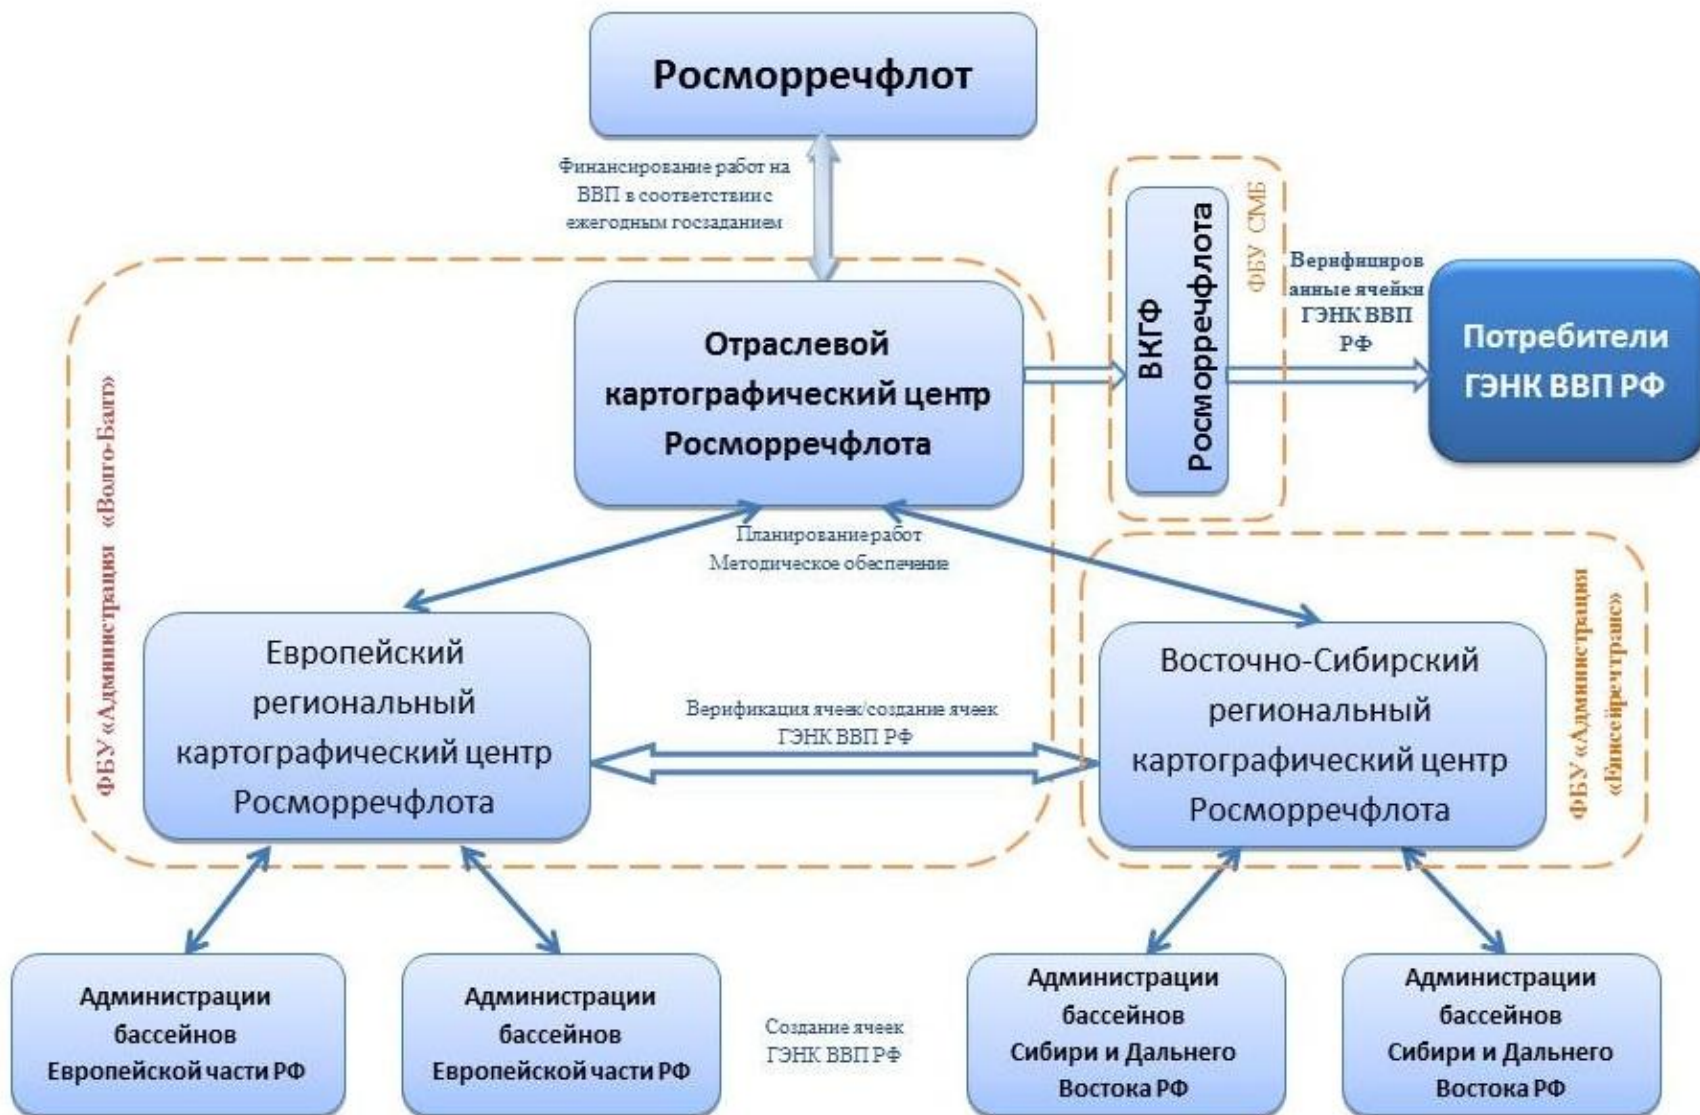 Росморречфлот
Финансирование работ на
ВВП в соответствии с
ежегодным госзаданием
Отраслевой
картографический центр
Росморречфлота
ВКГФ
Росморречфлота
ФБУ СМБ
Верифициров
анные ячейки
ГЭНК ВВП
РФ
Потребители
ГЭНК ВВП РФ
ФБУ «Администрация «Волго-Балт»
Планирование работ
Методическое обеспечение
Европейский
региональный
картографический центр
Росморречфлота
Верификация ячеек/создание ячеек
ГЭНК ВВП РФ
Восточно-Сибирский
региональный
картографический центр
Росморречфлота
ФБУ «Администрация
«Енисейречтранс»
Администрации
бассейнов
Европейской части РФ
Администрации
бассейнов
Европейской части РФ
Создание ячеек
ГЭНК ВВП РФ
Администрации
бассейнов
Сибири и Дальнего
Востока РФ
Администрации
бассейнов
Сибири и Дальнего
Востока РФ